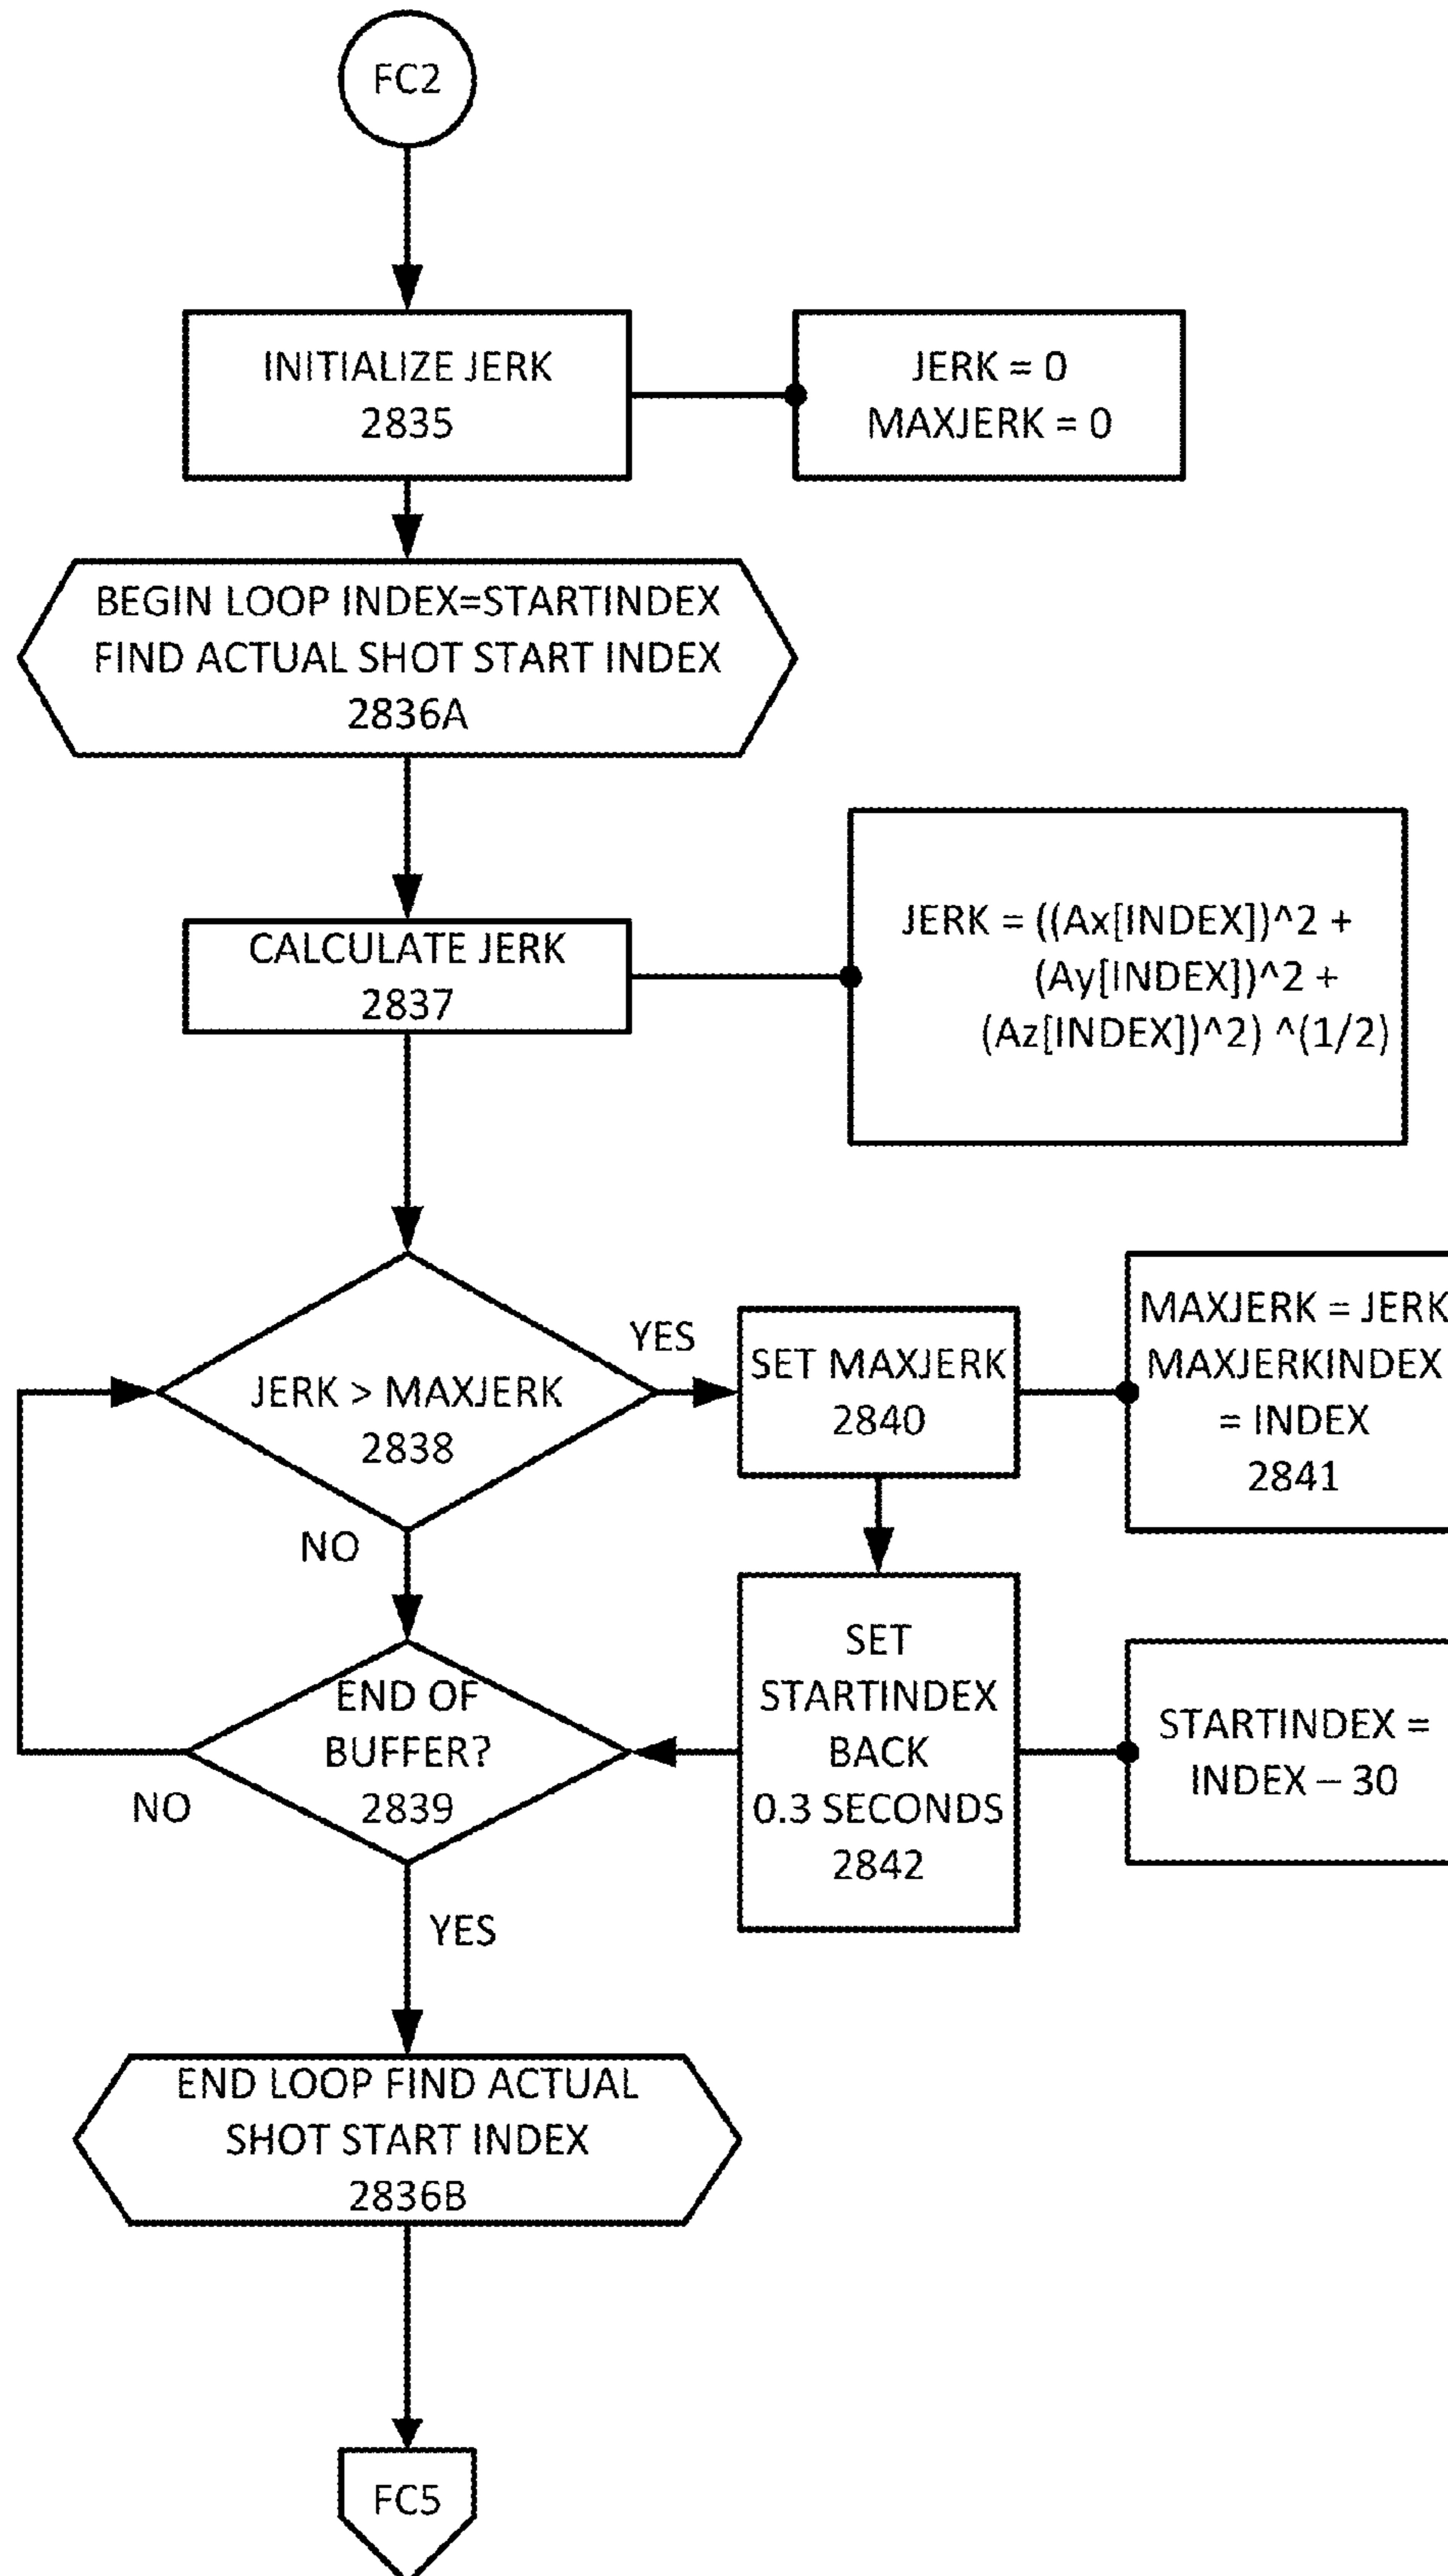 FC2
INITIALIZE JERK
2835
JERK = 0
MAXJERK = 0
BEGIN LOOP INDEX=STARTINDEX
FIND ACTUAL SHOT START INDEX
2836A
CALCULATE JERK
2837
JERK = ((Ax[INDEX])^2 +
(Ay[INDEX])^2 +
(Az[INDEX])^2) ^(1/2)
JERK > MAXJERK
2838
YES
NO
SET MAXJERK
2840
MAXJERK = JERK
MAXJERKINDEX
= INDEX
2841
END OF
BUFFER?
2839
NO
YES
SET
STARTINDEX
BACK
0.3 SECONDS
2842
STARTINDEX =
INDEX – 30
END LOOP FIND ACTUAL
SHOT START INDEX
2836B
FC5